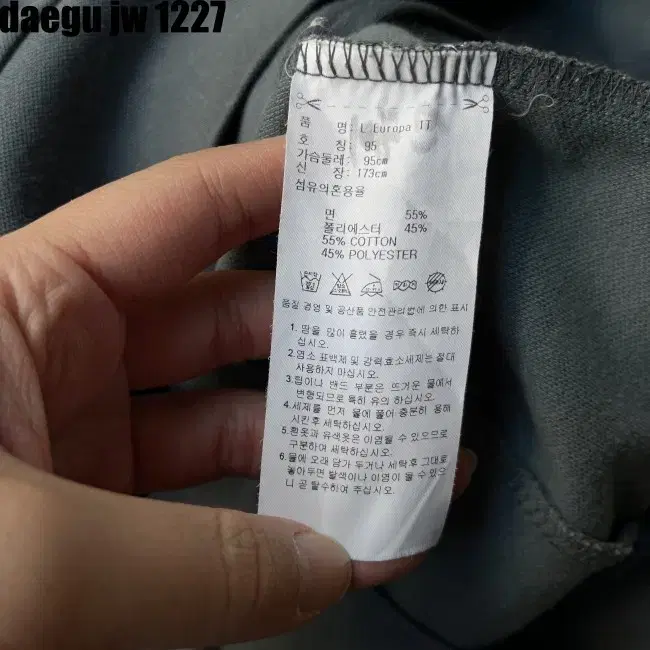 daegu jw 1227
품 명: L.Europa IT
호 칭: 95
가슴둘레: 95cm
신 장: 173cm
섬유의혼용율
면 55%
폴리에스터 45%
55% COTTON
45% POLYESTER
품질 경영 및 공산품 안전관리법에 의한 표시
1. 땀을 많이 흘렸을 경우 즉시 세탁하
십시오.
2.염소 표백제 및 강력효소세제는 절대
사용하지 마십시오.
3.팁이나 밴드 부분은 뜨거운 물에서
변형되므로 특히 유의 하십시오.
4.세제를 먼저 물에 풀어 충분히 용해
시킨후 세탁하십시오.
5.흰옷과 유색옷은 이염될 수 있으므로
구분하여 세탁하십시오.
6.물에 오래 담가 두거나 세탁후 그대로
놓아두면 탈색이나 이염이 될 수 있으
니 곧 탈수하여 주십시오.